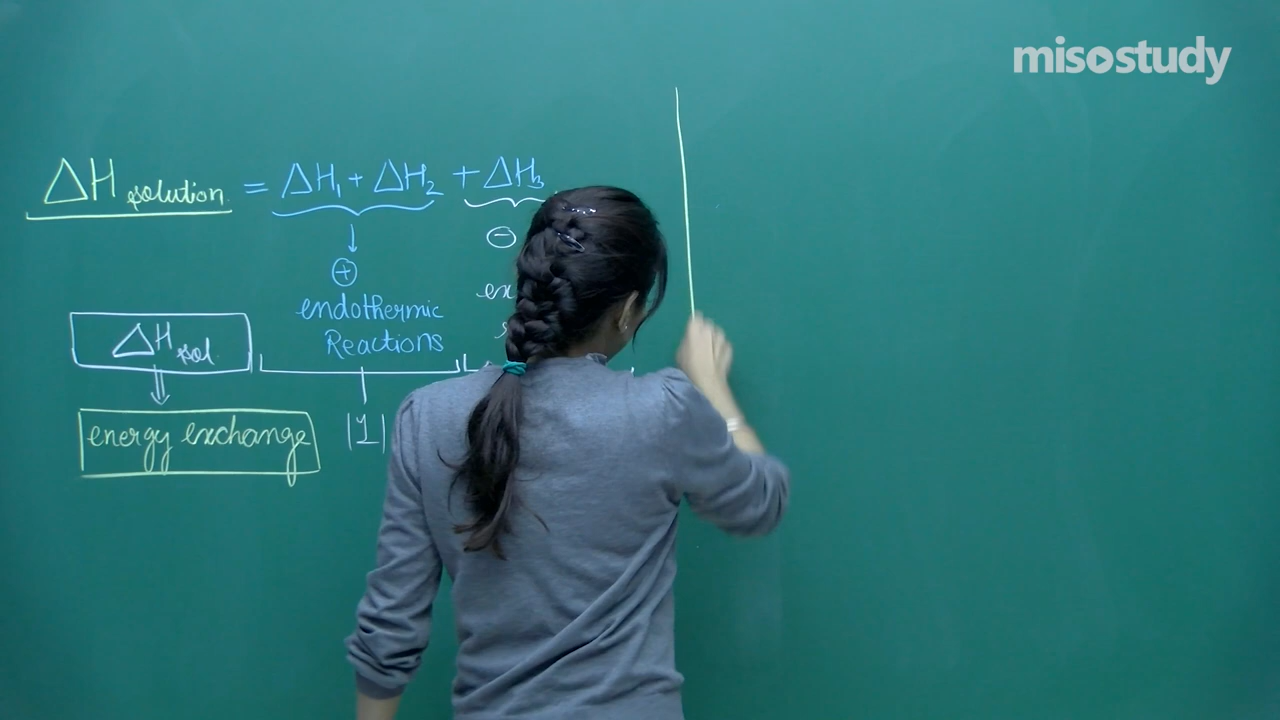 misostudy
ΔH solution = ΔH₁ + ΔH₂ + ΔH₃
⊕
⊖
endothermic
Reactions
ΔH sol
energy exchange
|1|